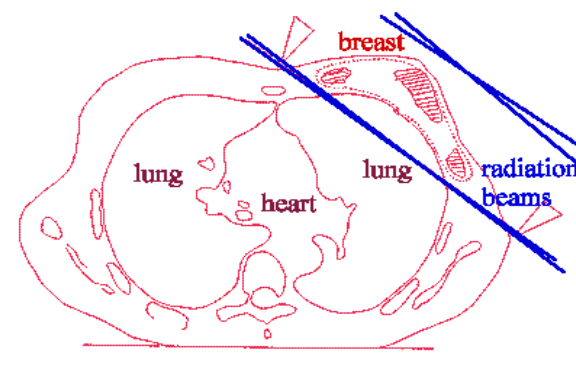 breast
lung
lung
radiation
beams
heart